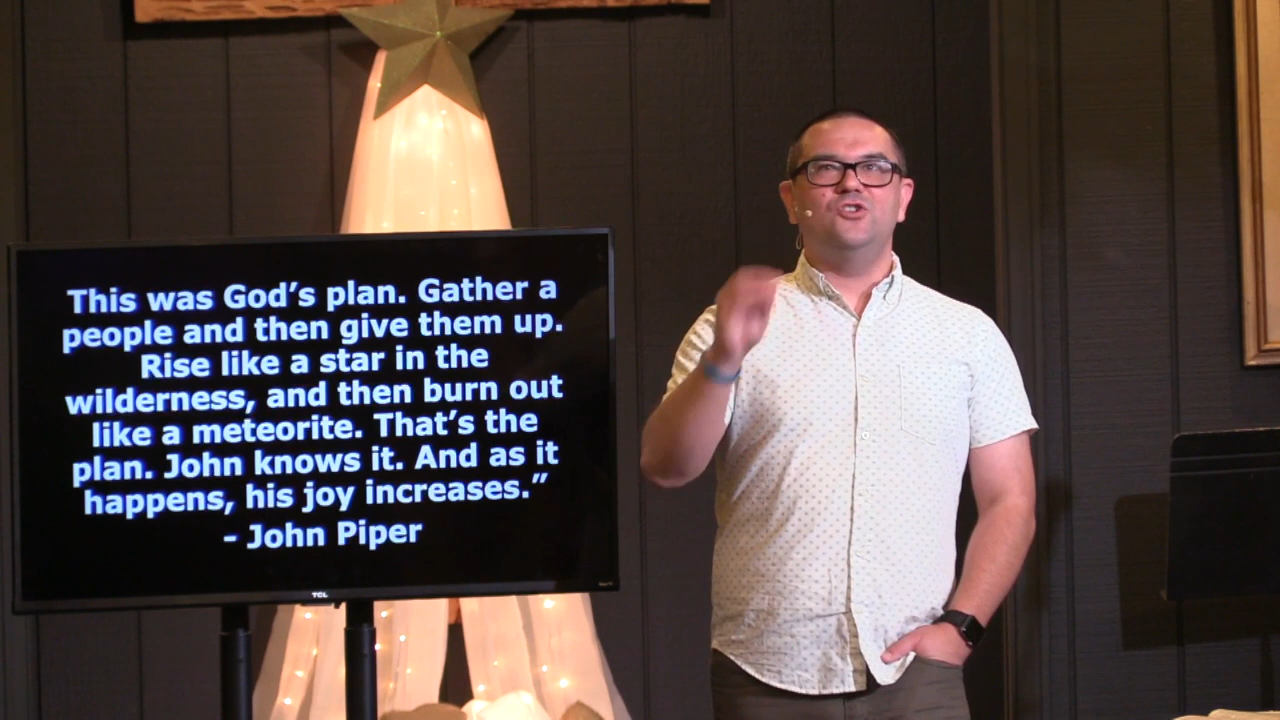 This was God’s plan. Gather a
people and then give them up.
Rise like a star in the
wilderness, and then burn out
like a meteorite. That’s the
plan. John knows it. And as it
happens, his joy increases.”
- John Piper
TCL